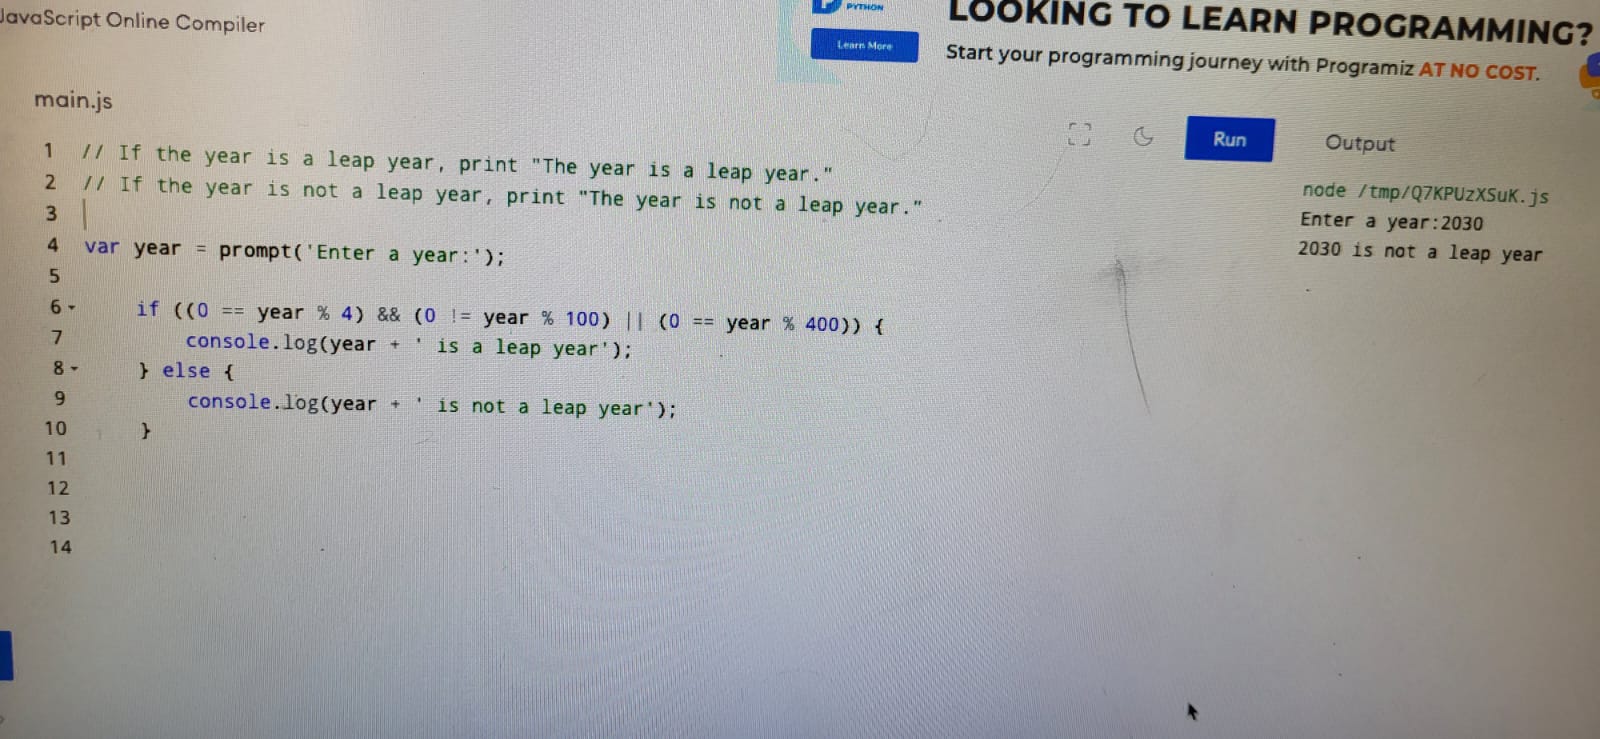 JavaScript Online Compiler
PYTHON
Learn More
LOOKING TO LEARN PROGRAMMING?
Start your programming journey with Programiz AT NO COST.
main.js
Run
Output
1 // If the year is a leap year, print "The year is a leap year."
2 // If the year is not a leap year, print "The year is not a leap year."
3
4 var year = prompt('Enter a year:');
5
6 if ((0 == year % 4) && (0 != year % 100) || (0 == year % 400)) {
7 console.log(year + ' is a leap year');
8 } else {
9 console.log(year + ' is not a leap year');
10 }
11
12
13
14
node /tmp/Q7KPUzXSuK.js
Enter a year:2030
2030 is not a leap year